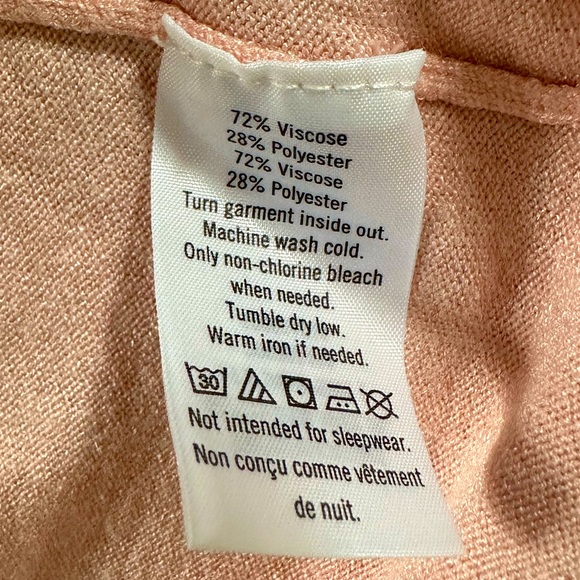 72% Viscose
28% Polyester
72% Viscose
28% Polyester
Turn garment inside out.
Machine wash cold.
Only non-chlorine bleach
when needed.
Tumble dry low.
Warm iron if needed.
30
Not intended for sleepwear.
Non conçu comme vêtement
de nuit.